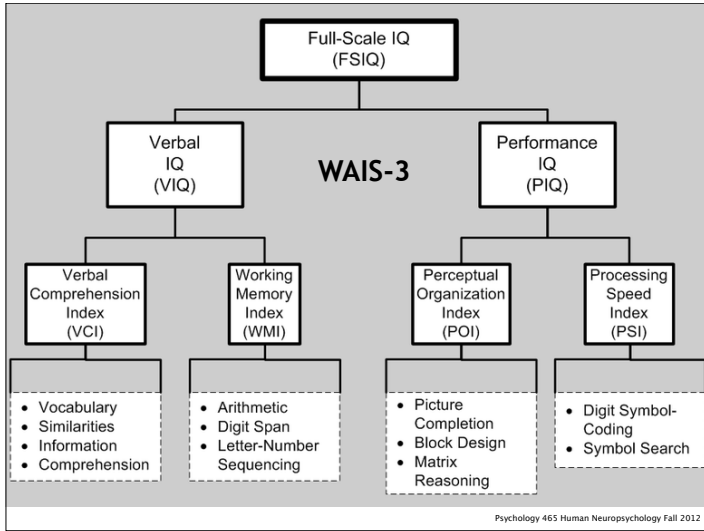 Full-Scale IQ
(FSIQ)
Verbal
IQ
(VIQ)
WAIS-3
Performance
IQ
(PIQ)
Verbal
Comprehension
Index
(VCI)
Working
Memory
Index
(WMI)
Perceptual
Organization
Index
(POI)
Processing
Speed
Index
(PSI)
• Vocabulary
• Similarities
• Information
• Comprehension
• Arithmetic
• Digit Span
• Letter-Number
Sequencing
• Picture
Completion
• Block Design
• Matrix
Reasoning
• Digit Symbol-
Coding
• Symbol Search
Psychology 465 Human Neuropsychology Fall 2012